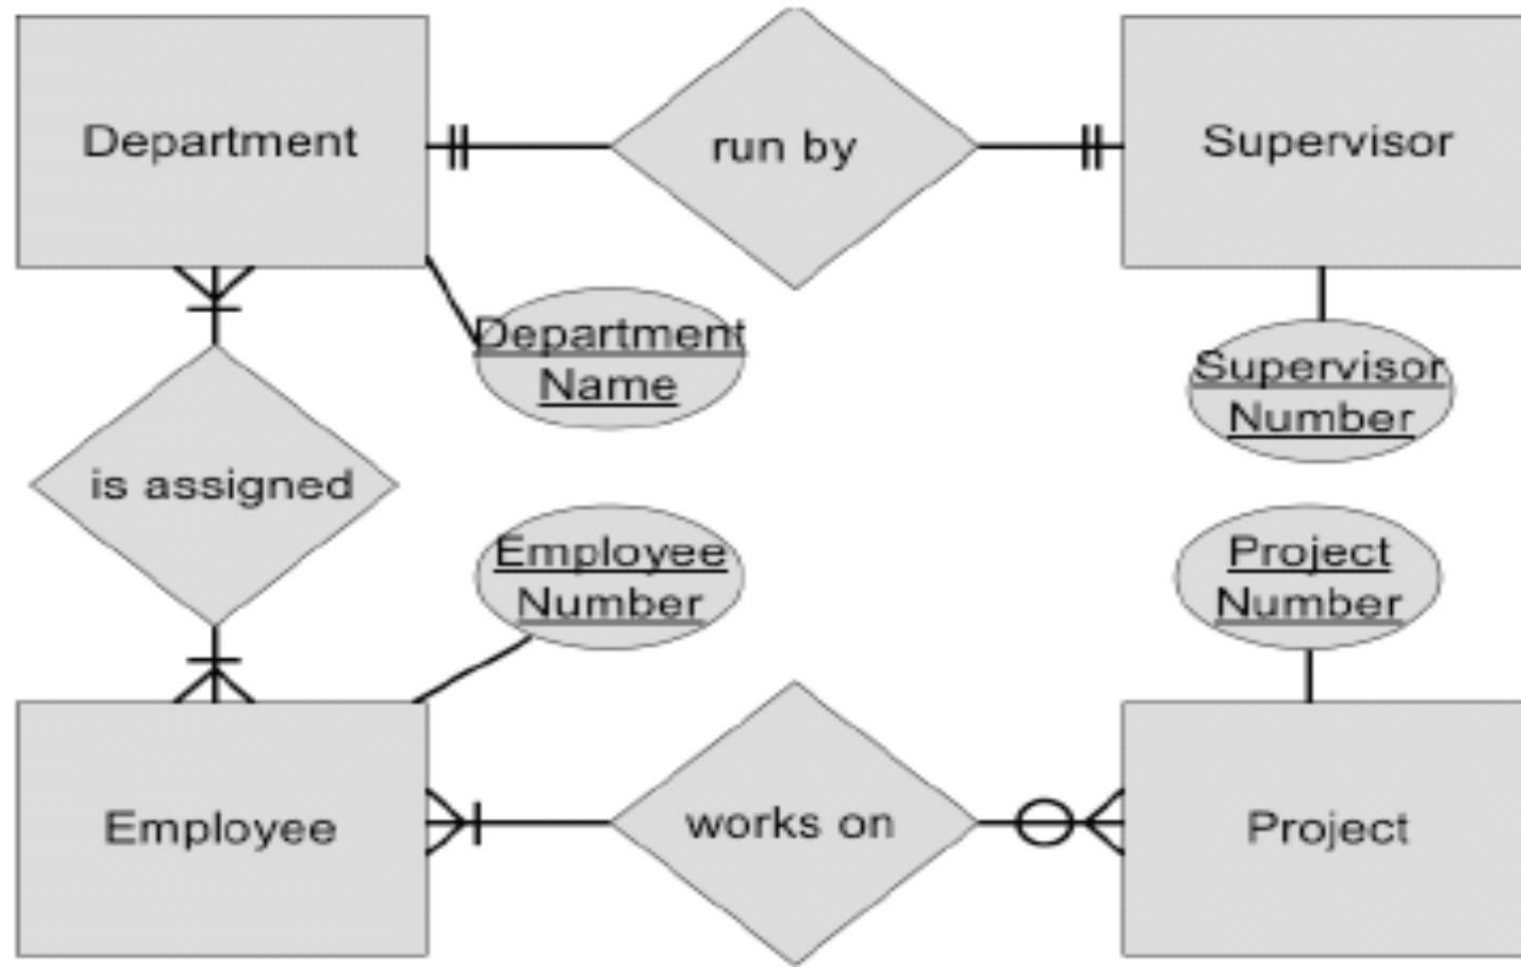 Department
run by
Supervisor
Department
Name
Supervisor
Number
is assigned
Employee
Number
Project
Number
Employee
works on
Project